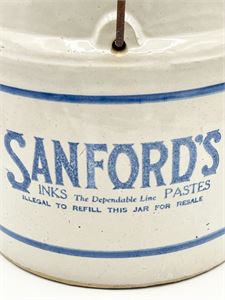 SANFORD'S
INKS The Dependable Line PASTES
ILLEGAL TO REFILL THIS JAR FOR RESALE